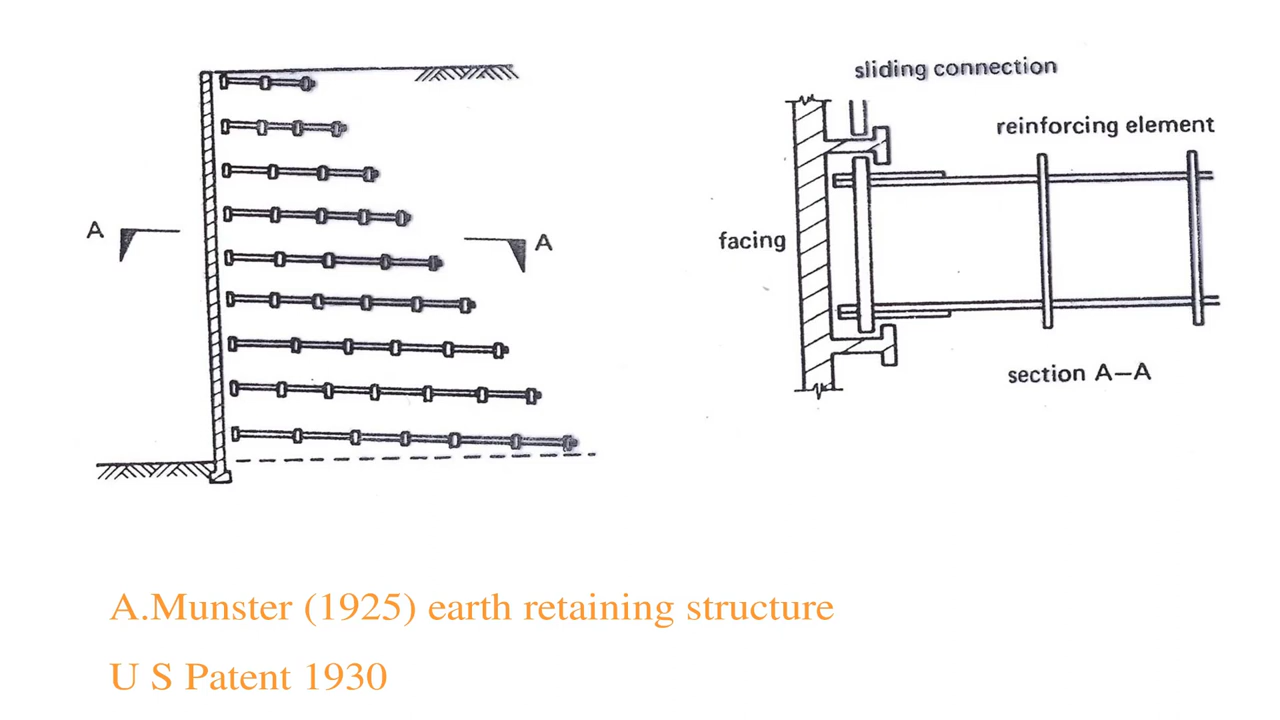 sliding connection
reinforcing element
A
A
facing
section A–A
A.Munster (1925) earth retaining structure
U S Patent 1930